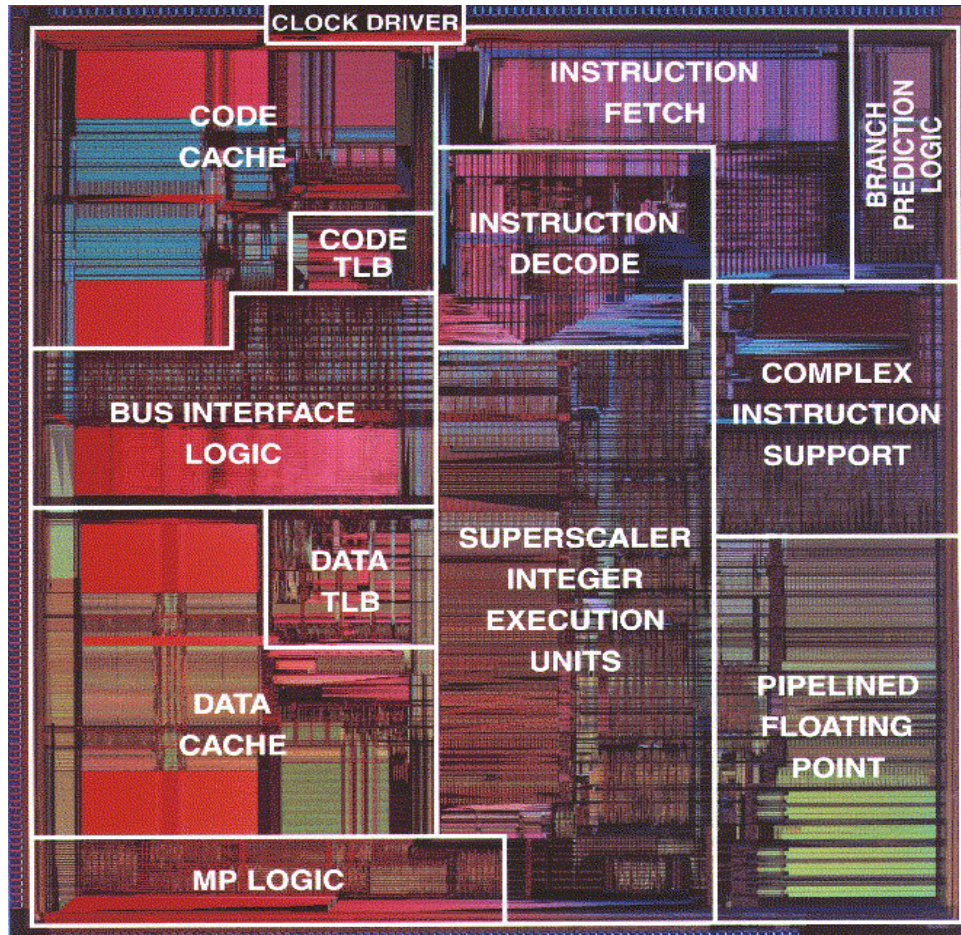 CLOCK DRIVER
CODE
CACHE
INSTRUCTION
FETCH
BRANCH
PREDICTION
LOGIC
CODE
TLB
INSTRUCTION
DECODE
BUS INTERFACE
LOGIC
COMPLEX
INSTRUCTION
SUPPORT
DATA
TLB
SUPERSCALER
INTEGER
EXECUTION
UNITS
DATA
CACHE
PIPELINED
FLOATING
POINT
MP LOGIC